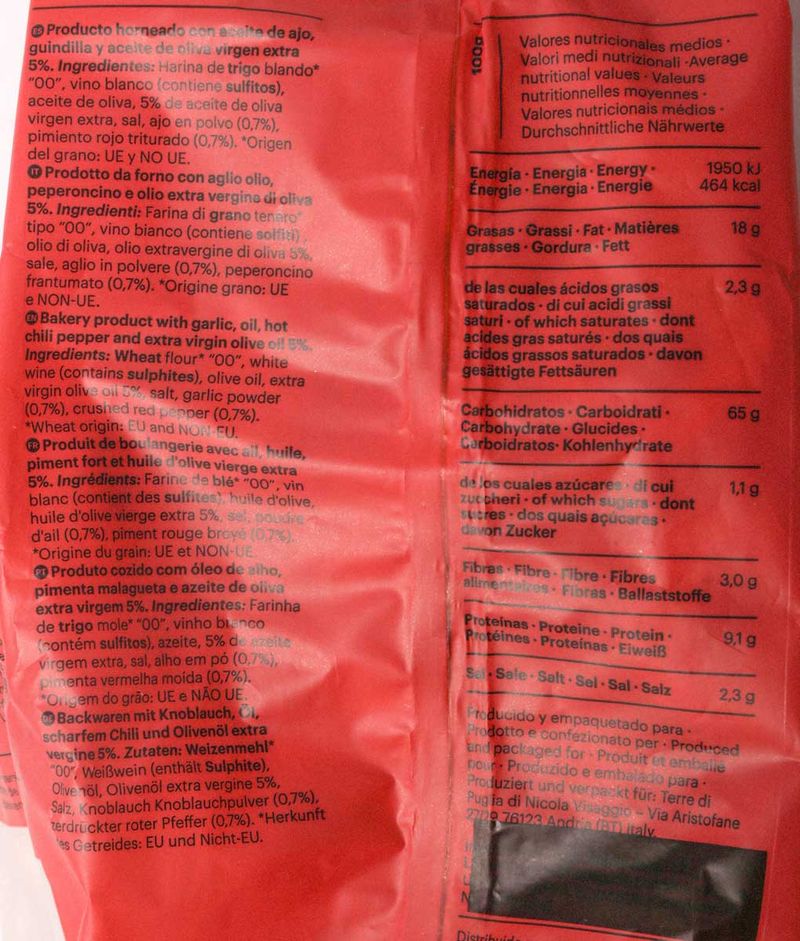 ES Producto horneado con aceite de ajo,
guindilla y aceite de oliva virgen extra
5%. Ingredientes: Harina de trigo blando*
"00", vino blanco (contiene sulfitos),
aceite de oliva, 5% de aceite de oliva
virgen extra, sal, ajo en polvo (0,7%),
pimiento rojo triturado (0,7%). *Origen
del grano: UE y NO UE.
IT Prodotto da forno con aglio olio,
peperoncino e olio extra vergine di oliva
5%. Ingredienti: Farina di grano tenero*
tipo "00", vino bianco (contiene solfiti),
olio di oliva, olio extravergine di oliva 5%,
sale, aglio in polvere (0,7%), peperoncino
frantumato (0,7%). *Origine grano: UE
e NON-UE.
EN Bakery product with garlic, oil, hot
chili pepper and extra virgin olive oil 5%.
Ingredients: Wheat flour* "00", white
wine (contains sulphites), olive oil, extra
virgin olive oil 5%, salt, garlic powder
(0,7%), crushed red pepper (0,7%).
*Wheat origin: EU and NON-EU.
FR Produit de boulangerie avec ail, huile,
piment fort et huile d'olive vierge extra
5%. Ingrédients: Farine de blé* "00", vin
blanc (contient des sulfites), huile d'olive,
huile d'olive vierge extra 5%, sel, poudre
d'ail (0,7%), piment rouge broyé (0,7%).
*Origine du grain: UE et NON-UE
PT Produto cozido com óleo de alho,
pimenta malagueta e azeite de oliva
extra virgem 5%. Ingredientes: Farinha
de trigo mole* "00", vinho branco
(contém sulfitos), azeite, 5% de azeite
virgem extra, sal, alho em pó (0,7%),
pimenta vermelha moída (0,7%).
*Origem do grão: UE e NÃO UE.
DE Backwaren mit Knoblauch, Öl,
scharfem Chili und Olivenöl extra
vergine 5%. Zutaten: Weizenmehl*
"00", Weißwein (enthält Sulphite),
Olivenöl, Olivenöl extra vergine 5%,
Salz, Knoblauch Knoblauchpulver (0,7%),
zerdrückter roter Pfeffer (0,7%). *Herkunft
des Getreides: EU und Nicht-EU.
100g
Valores nutricionales medios ·
Valori medi nutrizionali · Average
nutritional values · Valeurs
nutritionnelles moyennes ·
Valores nutricionais médios ·
Durchschnittliche Nährwerte
Energía · Energia · Energy · 1950 kJ
Énergie · Energia · Energie 464 kcal
Grasas · Grassi · Fat · Matières 18 g
grasses · Gordura · Fett
de las cuales ácidos grasos 2,3 g
saturados · di cui acidi grassi
saturi · of which saturates · dont
acides gras saturés · dos quais
ácidos grassos saturados · davon
gesättigte Fettsäuren
Carbohidratos · Carboidrati · 65 g
Carbohydrate · Glucides ·
Carboidratos · Kohlenhydrate
de los cuales azúcares · di cui 1,1 g
zuccheri · of which sugars · dont
sucres · dos quais açúcaras ·
davon Zucker
Fibras · Fibre · Fibre · Fibres 3,0 g
alimentaires · Fibras · Ballaststoffe
Proteinas · Proteine · Protein · 9,1 g
Protéines · Proteínas · Eiweiß
Sal · Sale · Salt · Sel · Sal · Salz 2,3 g
Producido y empaquetado para ·
Prodotto e confezionato per · Produced
and packaged for · Produit et emballé
pour · Produzido e embalado para ·
Produziert und verpackt für: Terre di
Puglia di Nicola Visaggio – Via Aristofane
27/29 76123 Andria (BT) italy